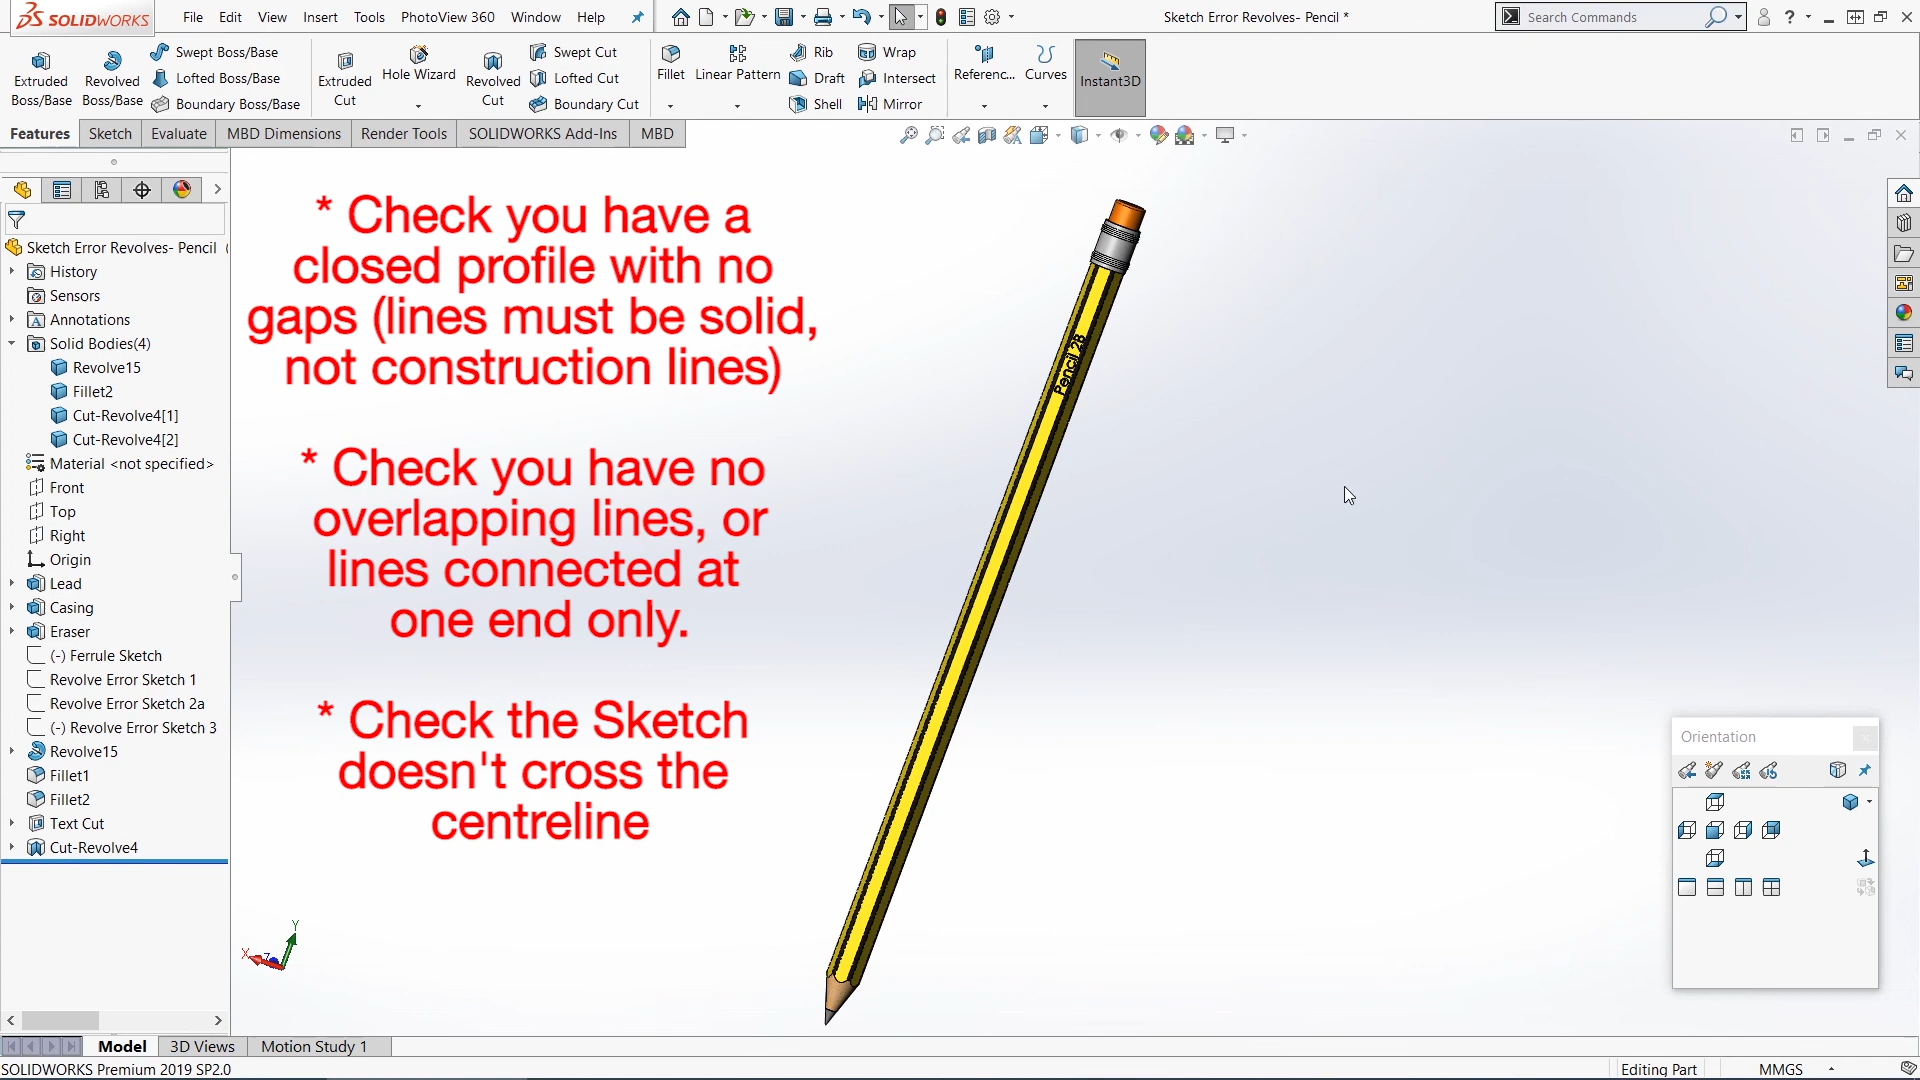 SOLIDWORKS
File Edit View Insert Tools PhotoView 360 Window Help
Sketch Error Revolves- Pencil *
Search Commands
Extruded Boss/Base
Revolved Boss/Base
Swept Boss/Base
Lofted Boss/Base
Boundary Boss/Base
Extruded Cut
Hole Wizard
Revolved Cut
Swept Cut
Lofted Cut
Boundary Cut
Fillet
Linear Pattern
Rib
Draft
Shell
Wrap
Intersect
Mirror
Referenc...
Curves
Instant3D
Features Sketch Evaluate MBD Dimensions Render Tools SOLIDWORKS Add-Ins MBD
Sketch Error Revolves- Pencil (
History
Sensors
Annotations
Solid Bodies(4)
Revolve15
Fillet2
Cut-Revolve4[1]
Cut-Revolve4[2]
Material <not specified>
Front
Top
Right
Origin
Lead
Casing
Eraser
(-) Ferrule Sketch
Revolve Error Sketch 1
Revolve Error Sketch 2a
(-) Revolve Error Sketch 3
Revolve15
Fillet1
Fillet2
Text Cut
Cut-Revolve4
* Check you have a
closed profile with no
gaps (lines must be solid,
not construction lines)
* Check you have no
overlapping lines, or
lines connected at
one end only.
* Check the Sketch
doesn't cross the
centreline
Pencil 2B
Orientation
Y
X
Z
Model 3D Views Motion Study 1
SOLIDWORKS Premium 2019 SP2.0
Editing Part
MMGS